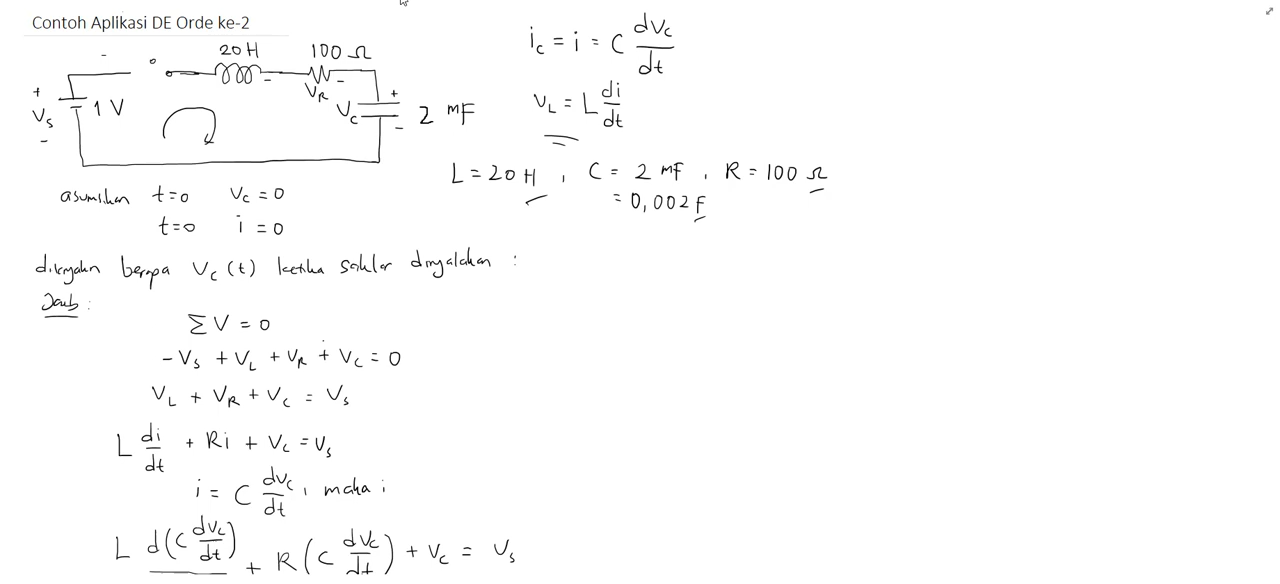 Contoh Aplikasi DE Orde ke-2
20 H 100 Ω
+ Vs - 1 V
VR
Vc + - 2 mF
asumsikan t=0 Vc = 0
t=0 i = 0
ditanyakan berapa Vc (t) ketika saklar dinyalakan :
Jawab :
ΣV = 0
-Vs + VL + VR + Vc = 0
VL + VR + Vc = Vs
L di/dt + Ri + Vc = Vs
i = C dVc/dt , maka ;
L d(C dVc/dt) + R (C dVc/dt) + Vc = Vs
ic = i = C dVc/dt
VL = L di/dt
L = 20 H , C = 2 mF , R = 100 Ω
= 0,002 F